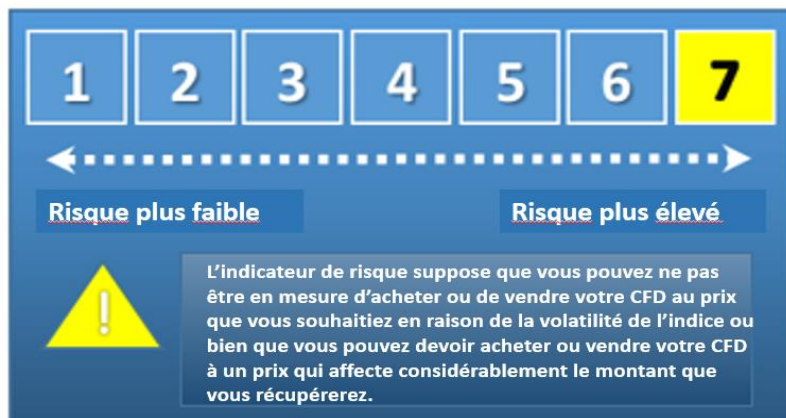 1 2 3 4 5 6 7
Risque plus faible Risque plus élevé
!
L'indicateur de risque suppose que vous pouvez ne pas
être en mesure d'acheter ou de vendre votre CFD au prix
que vous souhaitiez en raison de la volatilité de l'indice ou
bien que vous pouvez devoir acheter ou vendre votre CFD
à un prix qui affecte considérablement le montant que
vous récupérerez.